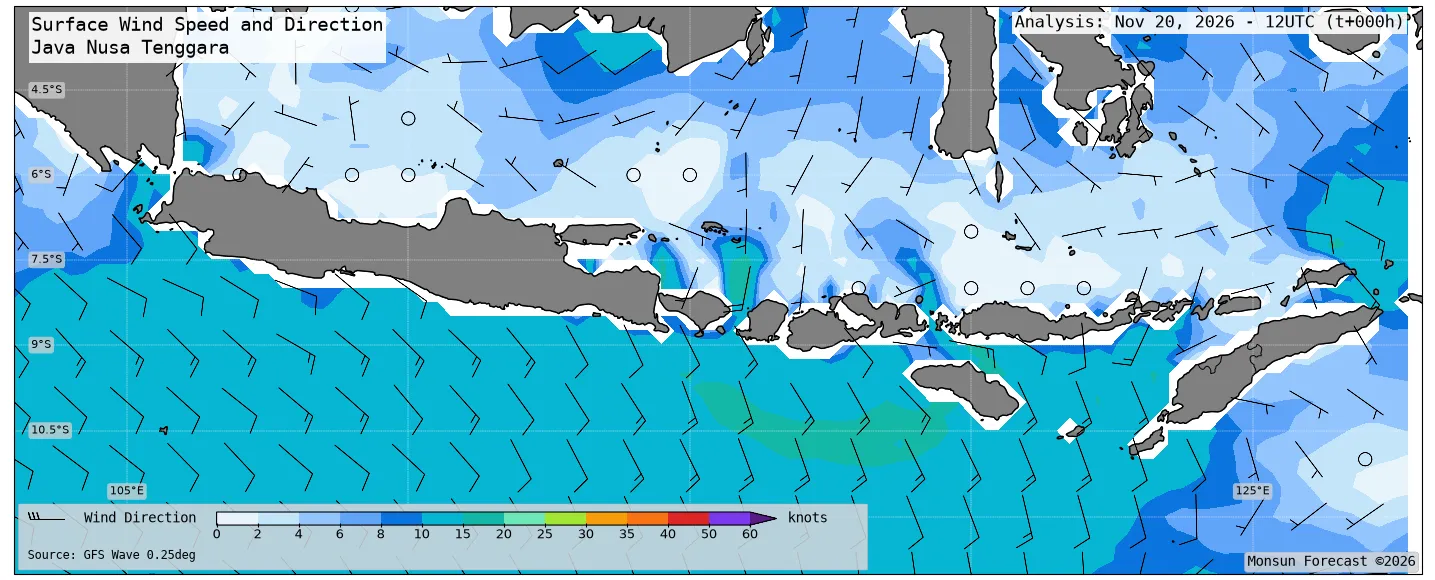 Surface Wind Speed and Direction
Java Nusa Tenggara
Analysis: Nov 20, 2026 - 12UTC (t+000h)
4.5°S
6°S
7.5°S
9°S
10.5°S
105°E
125°E
Wind Direction
0 2 4 6 8 10 15 20 25 30 35 40 50 60
knots
Source: GFS Wave 0.25deg
Monsun Forecast ©2026